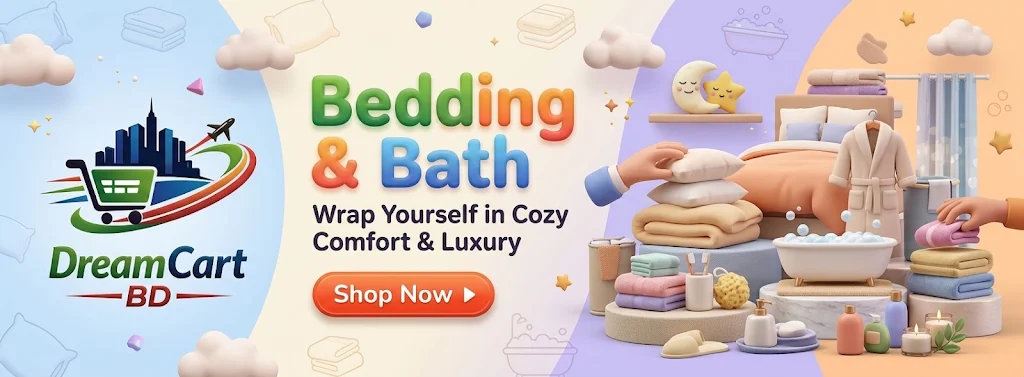 DreamCart
BD
Bedding
& Bath
Wrap Yourself in Cozy
Comfort & Luxury
Shop Now